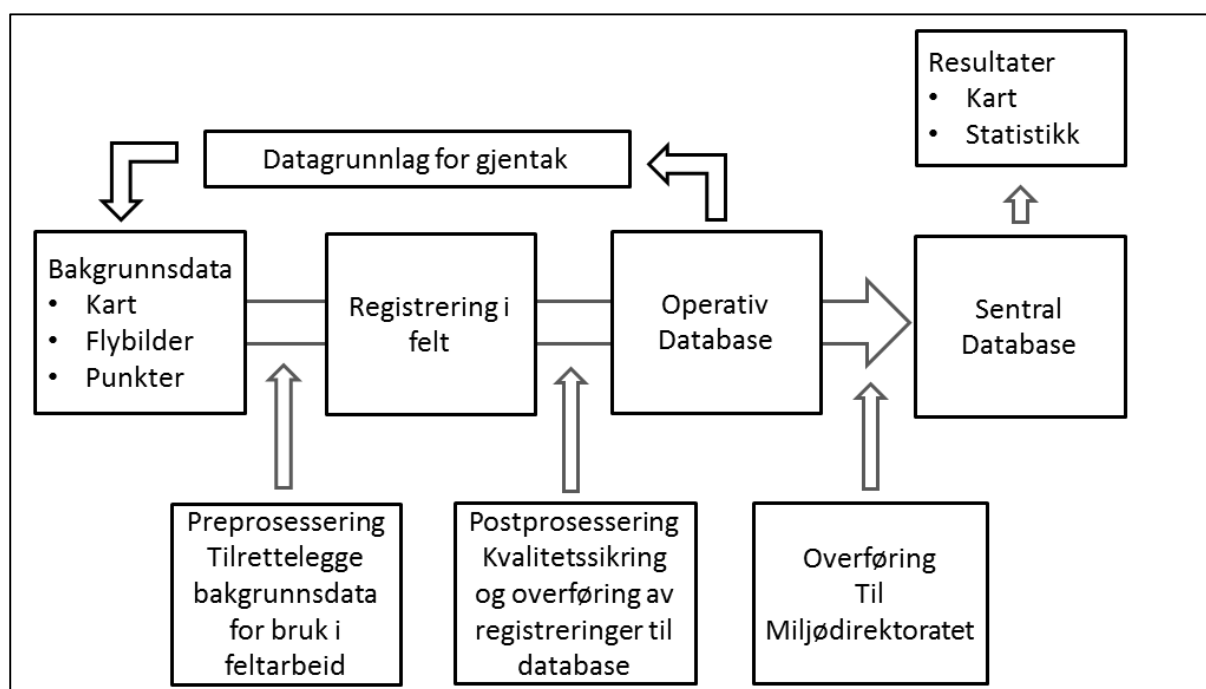 Resultater
• Kart
• Statistikk
Datagrunnlag for gjentak
Bakgrunnsdata
• Kart
• Flybilder
• Punkter
Registrering i
felt
Operativ
Database
Sentral
Database
Preprosessering
Tilrettelegge
bakgrunnsdata
for bruk i
feltarbeid
Postprosessering
Kvalitetssikring
og overføring av
registreringer til
database
Overføring
Til
Miljødirektoratet